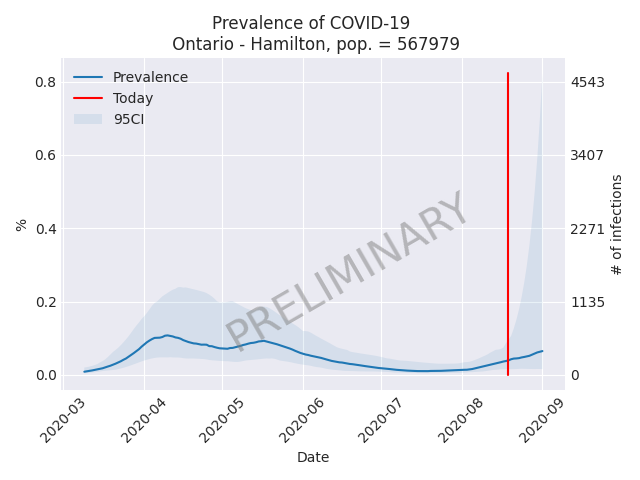 Prevalence of COVID-19
Ontario - Hamilton, pop. = 567979
Prevalence
Today
95CI
0.8
0.6
0.4
0.2
0.0
%
4543
3407
2271
1135
0
# of infections
PRELIMINARY
2020-03
2020-04
2020-05
2020-06
2020-07
2020-08
2020-09
Date